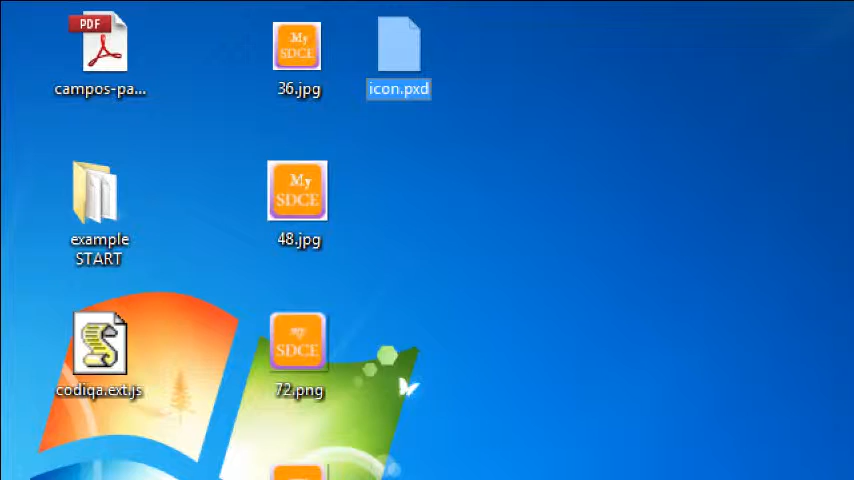 PDF
campos-pa...
My
SDCE
36.jpg
icon.pxd
example
START
My
SDCE
48.jpg
codiqa.ext.js
my
SDCE
72.png